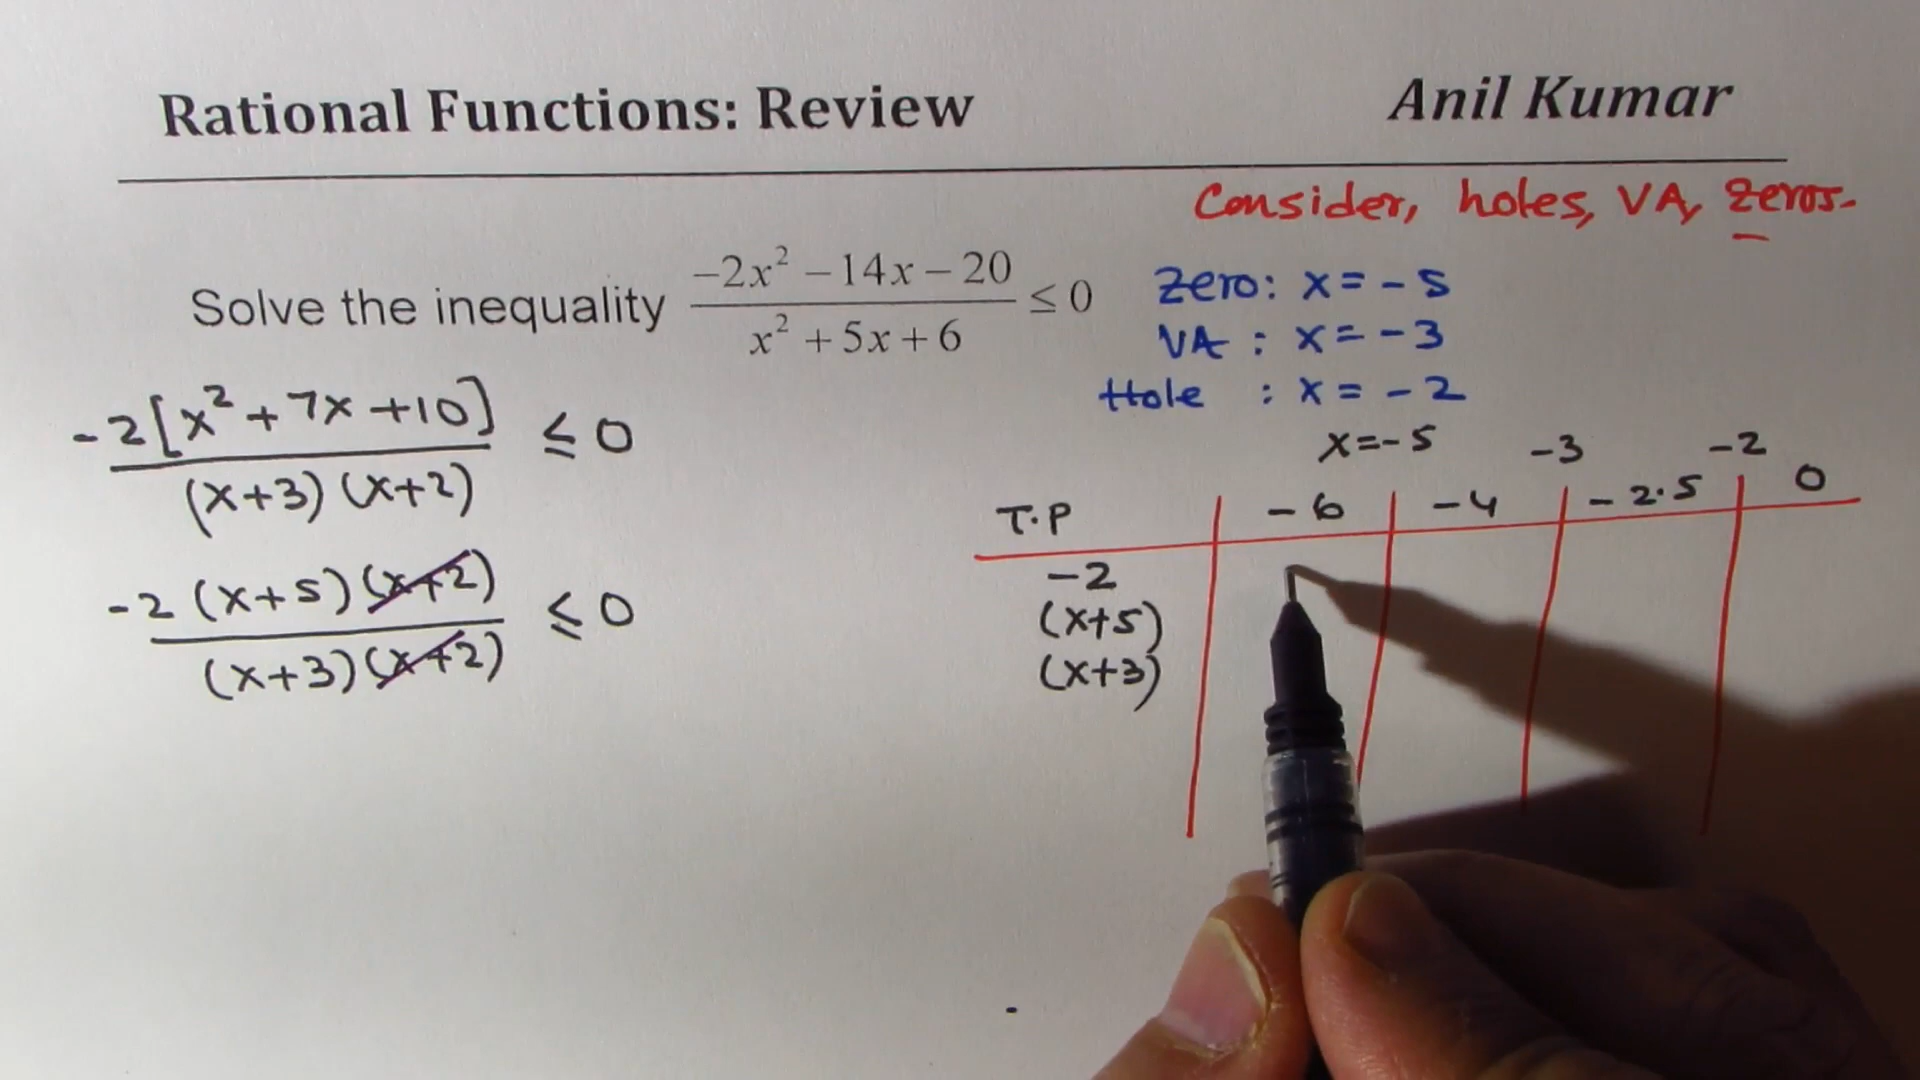 Rational Functions: Review
Anil Kumar
Consider, holes, VA, zeros.
Solve the inequality −2x² − 14x − 20 / x² + 5x + 6 ≤ 0
Zero: x = -5
VA : x = -3
Hole : x = -2
-2[x² + 7x + 10] / (x+3)(x+2) ≤ 0
-2(x+5)(x+2) / (x+3)(x+2) ≤ 0
x=-5 -3 -2
T.P -6 -4 -2.5 0
-2
(x+5)
(x+3)